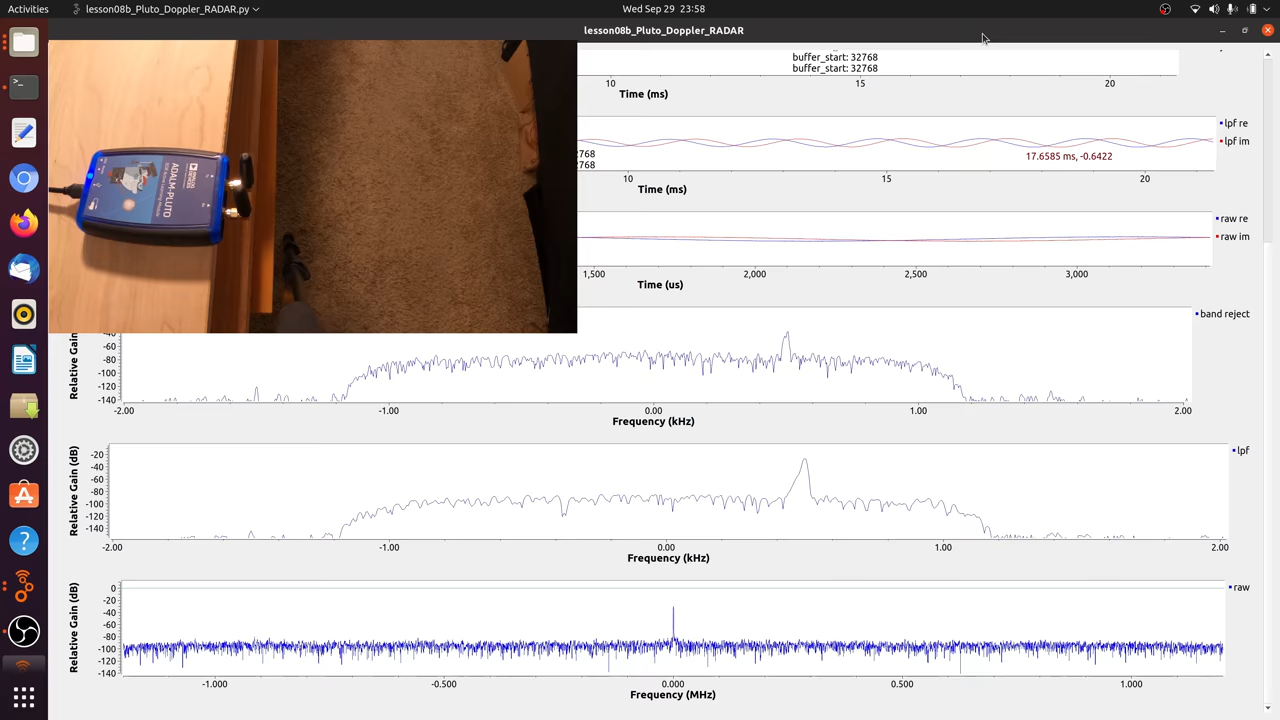 Activities
lesson08b_Pluto_Doppler_RADAR.py
Wed Sep 29 23:58
lesson08b_Pluto_Doppler_RADAR
buffer_start: 32768
buffer_start: 32768
10 15 20
Time (ms)
lpf re
lpf im
2768
2768
17.6585 ms, -0.6422
10 15 20
Time (ms)
raw re
raw im
1,500 2,000 2,500 3,000
Time (us)
ADALM-PLUTO
band reject
Relative Gain
-40
-60
-80
-100
-120
-140
-2.00 -1.00 0.00 1.00 2.00
Frequency (kHz)
lpf
Relative Gain (dB)
-20
-40
-60
-80
-100
-120
-140
-2.00 -1.00 0.00 1.00 2.00
Frequency (kHz)
raw
Relative Gain (dB)
0
-20
-40
-60
-80
-100
-120
-140
-1.000 -0.500 0.000 0.500 1.000
Frequency (MHz)